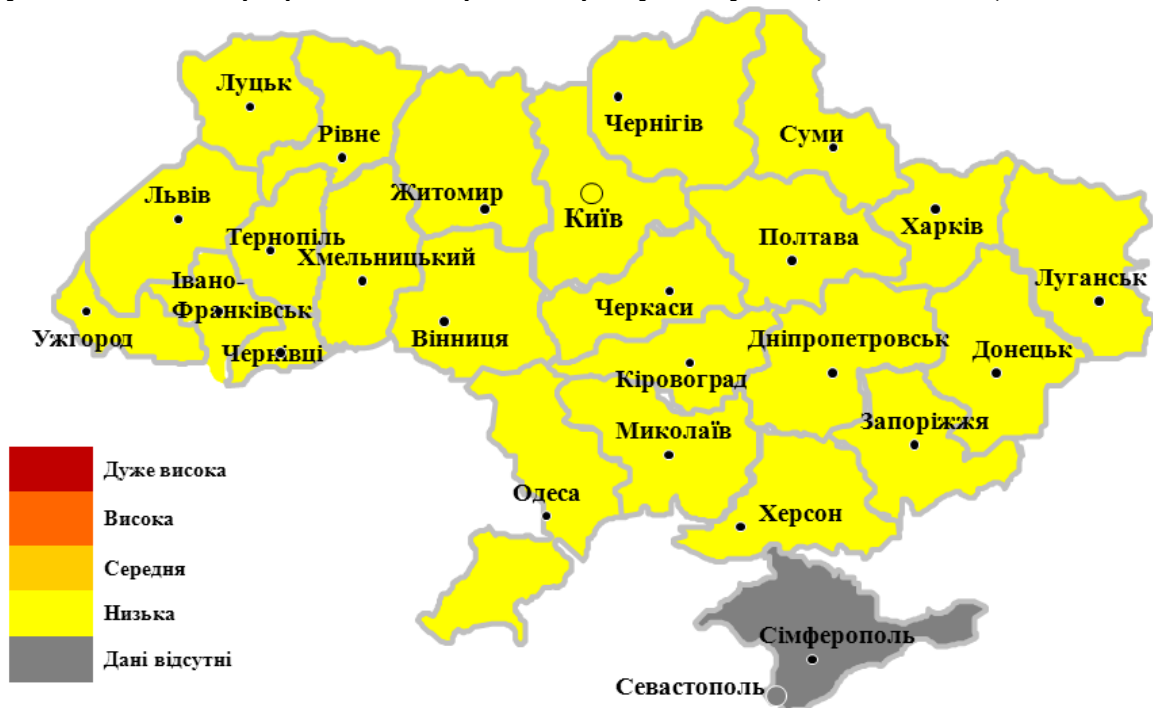 Луцьк
Рівне
Чернігів
Суми
Львів
Житомир
Київ
Харків
Тернопіль
Полтава
Хмельницький
Івано-
Франківськ
Луганськ
Черкаси
Ужгород
Чернівці
Вінниця
Дніпропетровськ
Донецьк
Кіровоград
Миколаїв
Запоріжжя
Одеса
Херсон
Сімферополь
Севастополь
Дуже висока
Висока
Середня
Низька
Дані відсутні